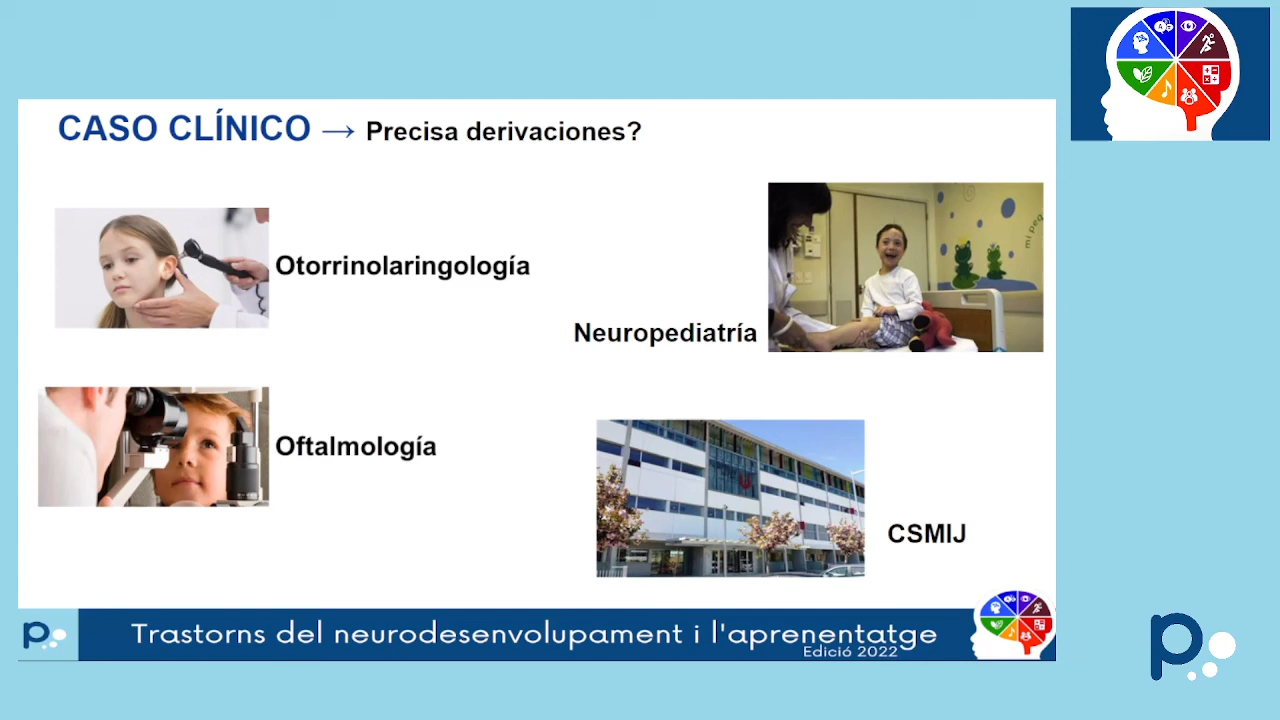 CASO CLÍNICO → Precisa derivaciones?
Otorrinolaringología
Neuropediatría
Oftalmología
CSMIJ
p
Trastorns del neurodesenvolupament i l'aprenentatge
Edició 2022
p